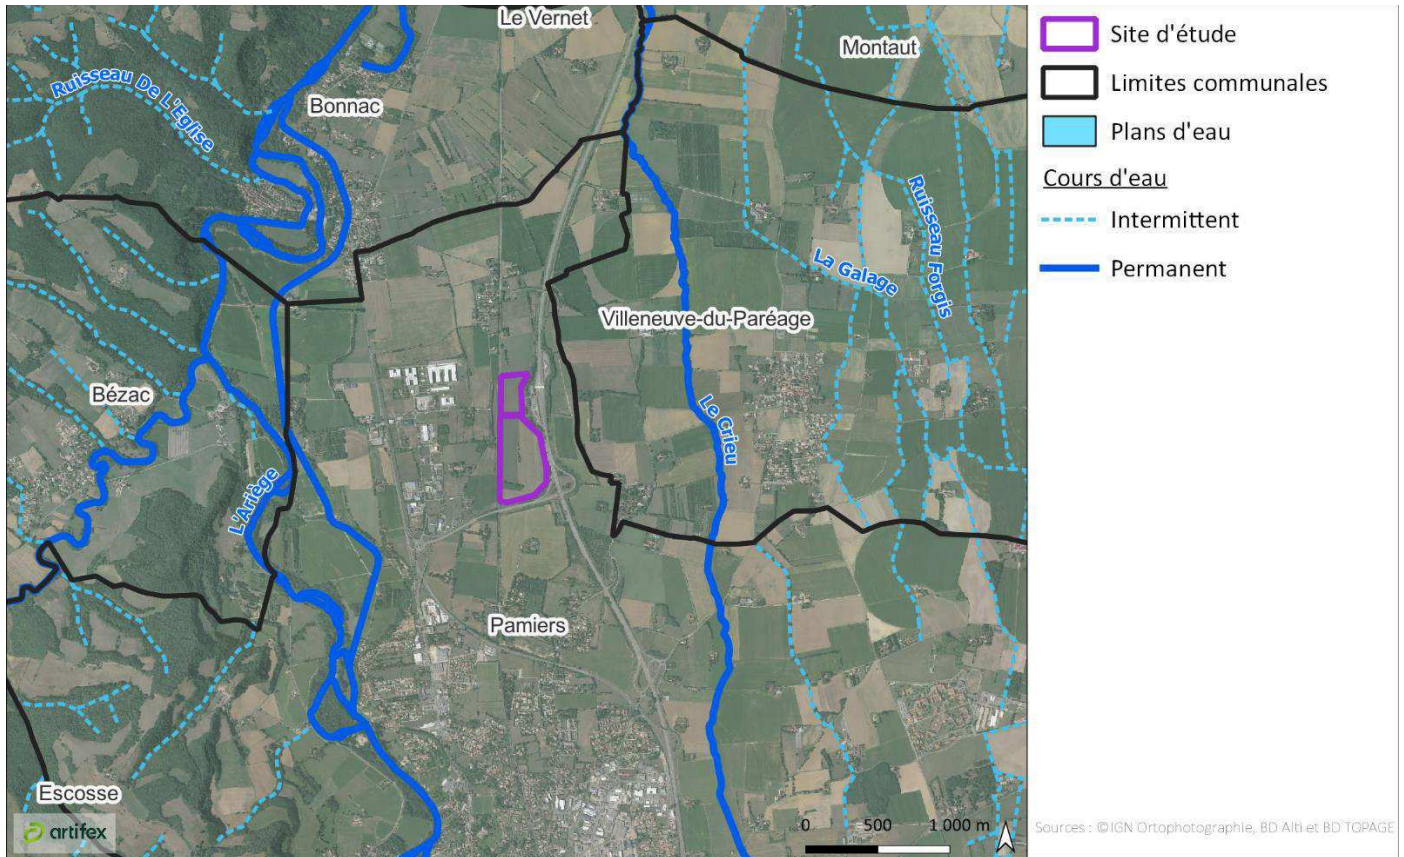 Le Vernet
Montaut
Bonnac
Ruisseau De L'Eglise
Ruisseau Forgis
La Galage
Villeneuve-du-Paréage
Bézac
Le Crieu
L'Ariège
Pamiers
Escosse
artifex
0 500 1 000 m
Site d'étude
Limites communales
Plans d'eau
Cours d'eau
Intermittent
Permanent
Sources : ©IGN Ortophotographie, BD Alti et BD TOPAGE